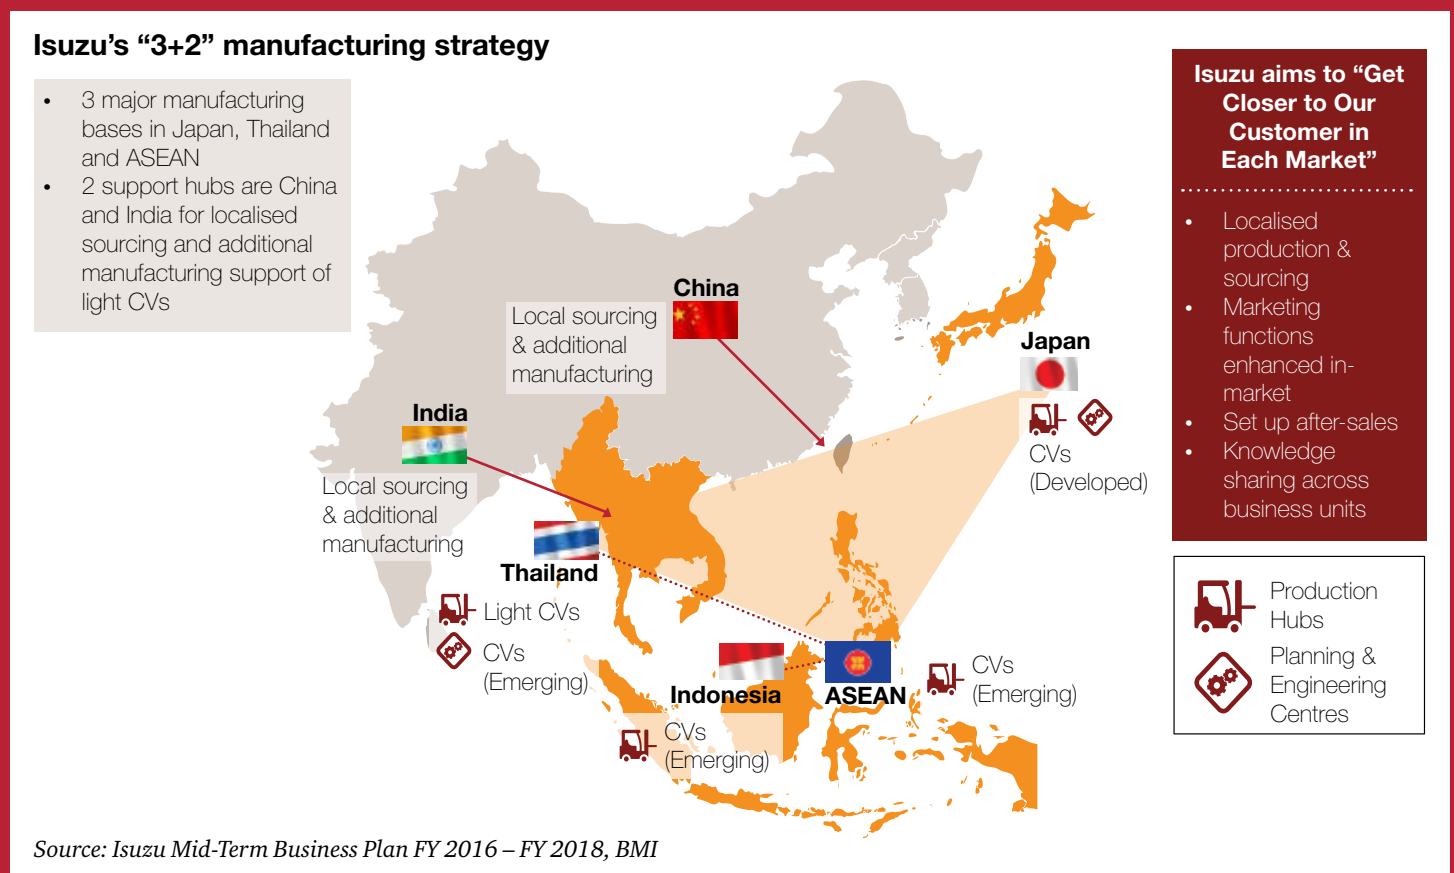 Isuzu's “3+2” manufacturing strategy
• 3 major manufacturing
bases in Japan, Thailand
and ASEAN
• 2 support hubs are China
and India for localised
sourcing and additional
manufacturing support of
light CVs
China
Local sourcing
& additional
manufacturing
India
Local sourcing
& additional
manufacturing
Japan
CVs
(Developed)
Thailand
Light CVs
CVs
(Emerging)
Indonesia
CVs
(Emerging)
ASEAN
CVs
(Emerging)
Isuzu aims to “Get
Closer to Our
Customer in
Each Market”
• Localised
production &
sourcing
• Marketing
functions
enhanced in-
market
• Set up after-sales
• Knowledge
sharing across
business units
Production
Hubs
Planning &
Engineering
Centres
Source: Isuzu Mid-Term Business Plan FY 2016 – FY 2018, BMI